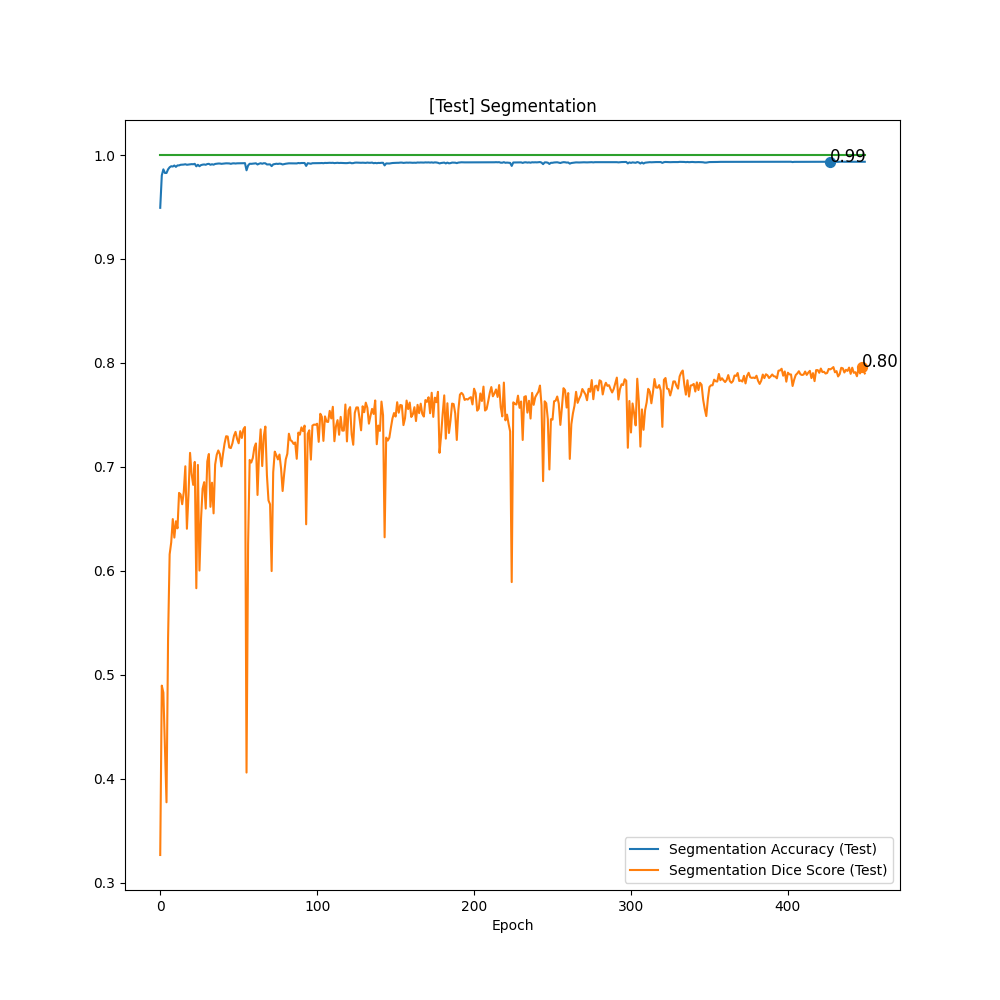 [Test] Segmentation
1.0
0.9
0.8
0.7
0.6
0.5
0.4
0.3
0.99
0.80
Segmentation Accuracy (Test)
Segmentation Dice Score (Test)
0 100 200 300 400
Epoch